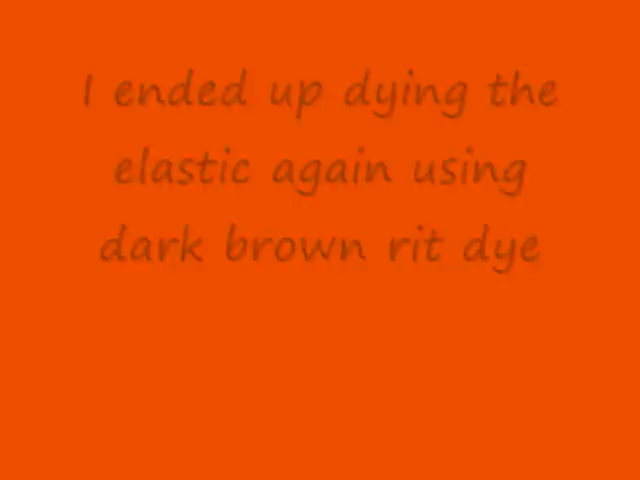 I ended up dying the
elastic again using
dark brown rit dye